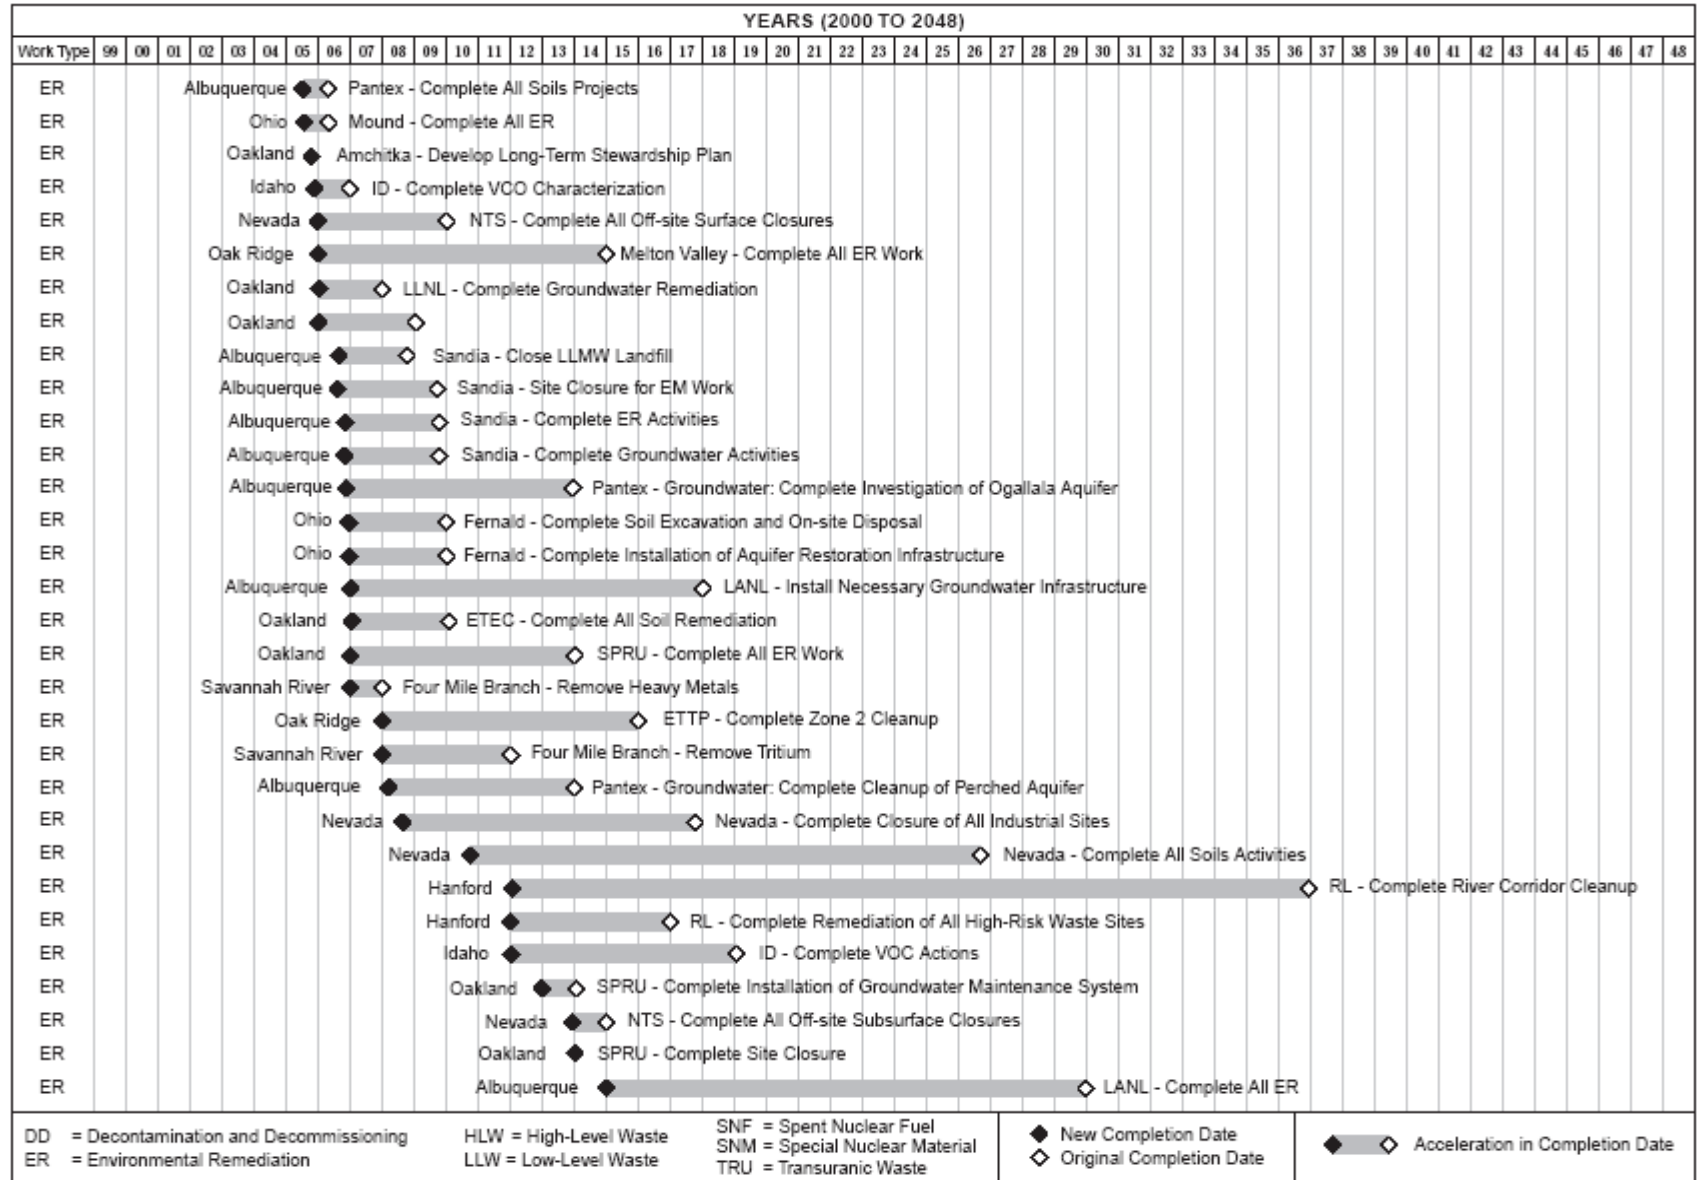 YEARS (2000 TO 2048)
Work Type 99 00 01 02 03 04 05 06 07 08 09 10 11 12 13 14 15 16 17 18 19 20 21 22 23 24 25 26 27 28 29 30 31 32 33 34 35 36 37 38 39 40 41 42 43 44 45 46 47 48
ER Albuquerque Pantex - Complete All Soils Projects
ER Ohio Mound - Complete All ER
ER Oakland Amchitka - Develop Long-Term Stewardship Plan
ER Idaho ID - Complete VCO Characterization
ER Nevada NTS - Complete All Off-site Surface Closures
ER Oak Ridge Melton Valley - Complete All ER Work
ER Oakland LLNL - Complete Groundwater Remediation
ER Oakland
ER Albuquerque Sandia - Close LLMW Landfill
ER Albuquerque Sandia - Site Closure for EM Work
ER Albuquerque Sandia - Complete ER Activities
ER Albuquerque Sandia - Complete Groundwater Activities
ER Albuquerque Pantex - Groundwater: Complete Investigation of Ogallala Aquifer
ER Ohio Fernald - Complete Soil Excavation and On-site Disposal
ER Ohio Fernald - Complete Installation of Aquifer Restoration Infrastructure
ER Albuquerque LANL - Install Necessary Groundwater Infrastructure
ER Oakland ETEC - Complete All Soil Remediation
ER Oakland SPRU - Complete All ER Work
ER Savannah River Four Mile Branch - Remove Heavy Metals
ER Oak Ridge ETTP - Complete Zone 2 Cleanup
ER Savannah River Four Mile Branch - Remove Tritium
ER Albuquerque Pantex - Groundwater: Complete Cleanup of Perched Aquifer
ER Nevada Nevada - Complete Closure of All Industrial Sites
ER Nevada Nevada - Complete All Soils Activities
ER Hanford RL - Complete River Corridor Cleanup
ER Hanford RL - Complete Remediation of All High-Risk Waste Sites
ER Idaho ID - Complete VOC Actions
ER Oakland SPRU - Complete Installation of Groundwater Maintenance System
ER Nevada NTS - Complete All Off-site Subsurface Closures
ER Oakland SPRU - Complete Site Closure
ER Albuquerque LANL - Complete All ER
DD = Decontamination and Decommissioning
ER = Environmental Remediation
HLW = High-Level Waste
LLW = Low-Level Waste
SNF = Spent Nuclear Fuel
SNM = Special Nuclear Material
TRU = Transuranic Waste
New Completion Date
Original Completion Date
Acceleration in Completion Date